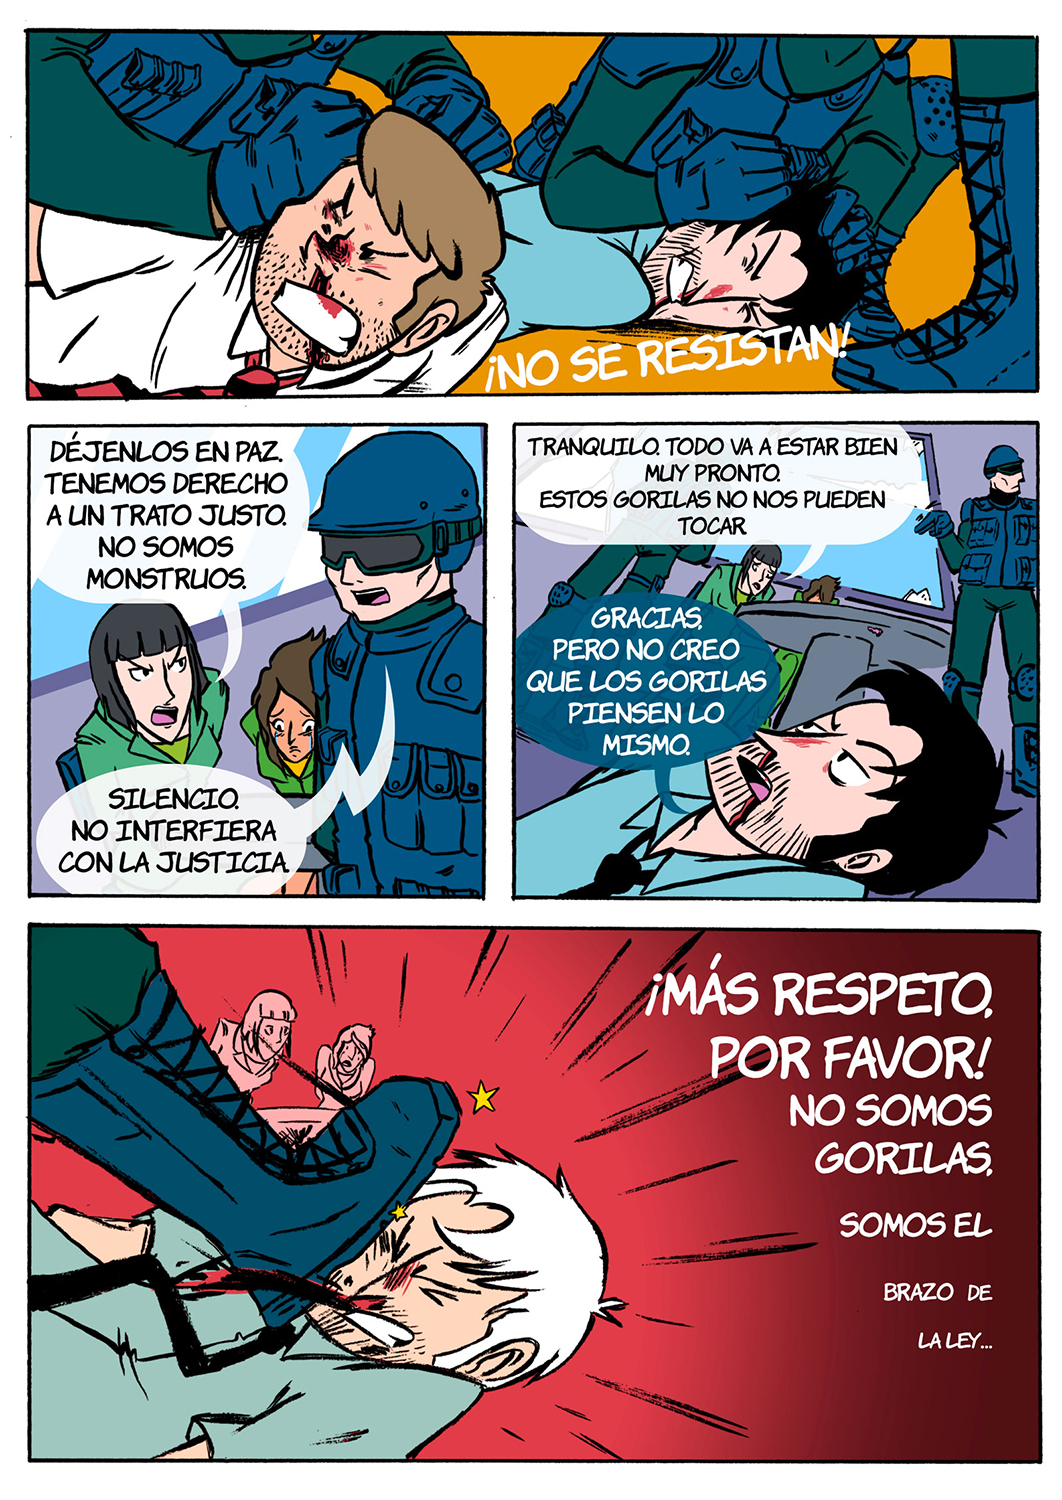 ¡NO SE RESISTAN!
DÉJENLOS EN PAZ.
TENEMOS DERECHO
A UN TRATO JUSTO.
NO SOMOS
MONSTRUOS.
SILENCIO.
NO INTERFIERA
CON LA JUSTICIA.
TRANQUILO. TODO VA A ESTAR BIEN
MUY PRONTO.
ESTOS GORILAS NO NOS PUEDEN
TOCAR.
GRACIAS,
PERO NO CREO
QUE LOS GORILAS
PIENSEN LO
MISMO.
¡MÁS RESPETO,
POR FAVOR!
NO SOMOS
GORILAS,
SOMOS EL
BRAZO DE
LA LEY...